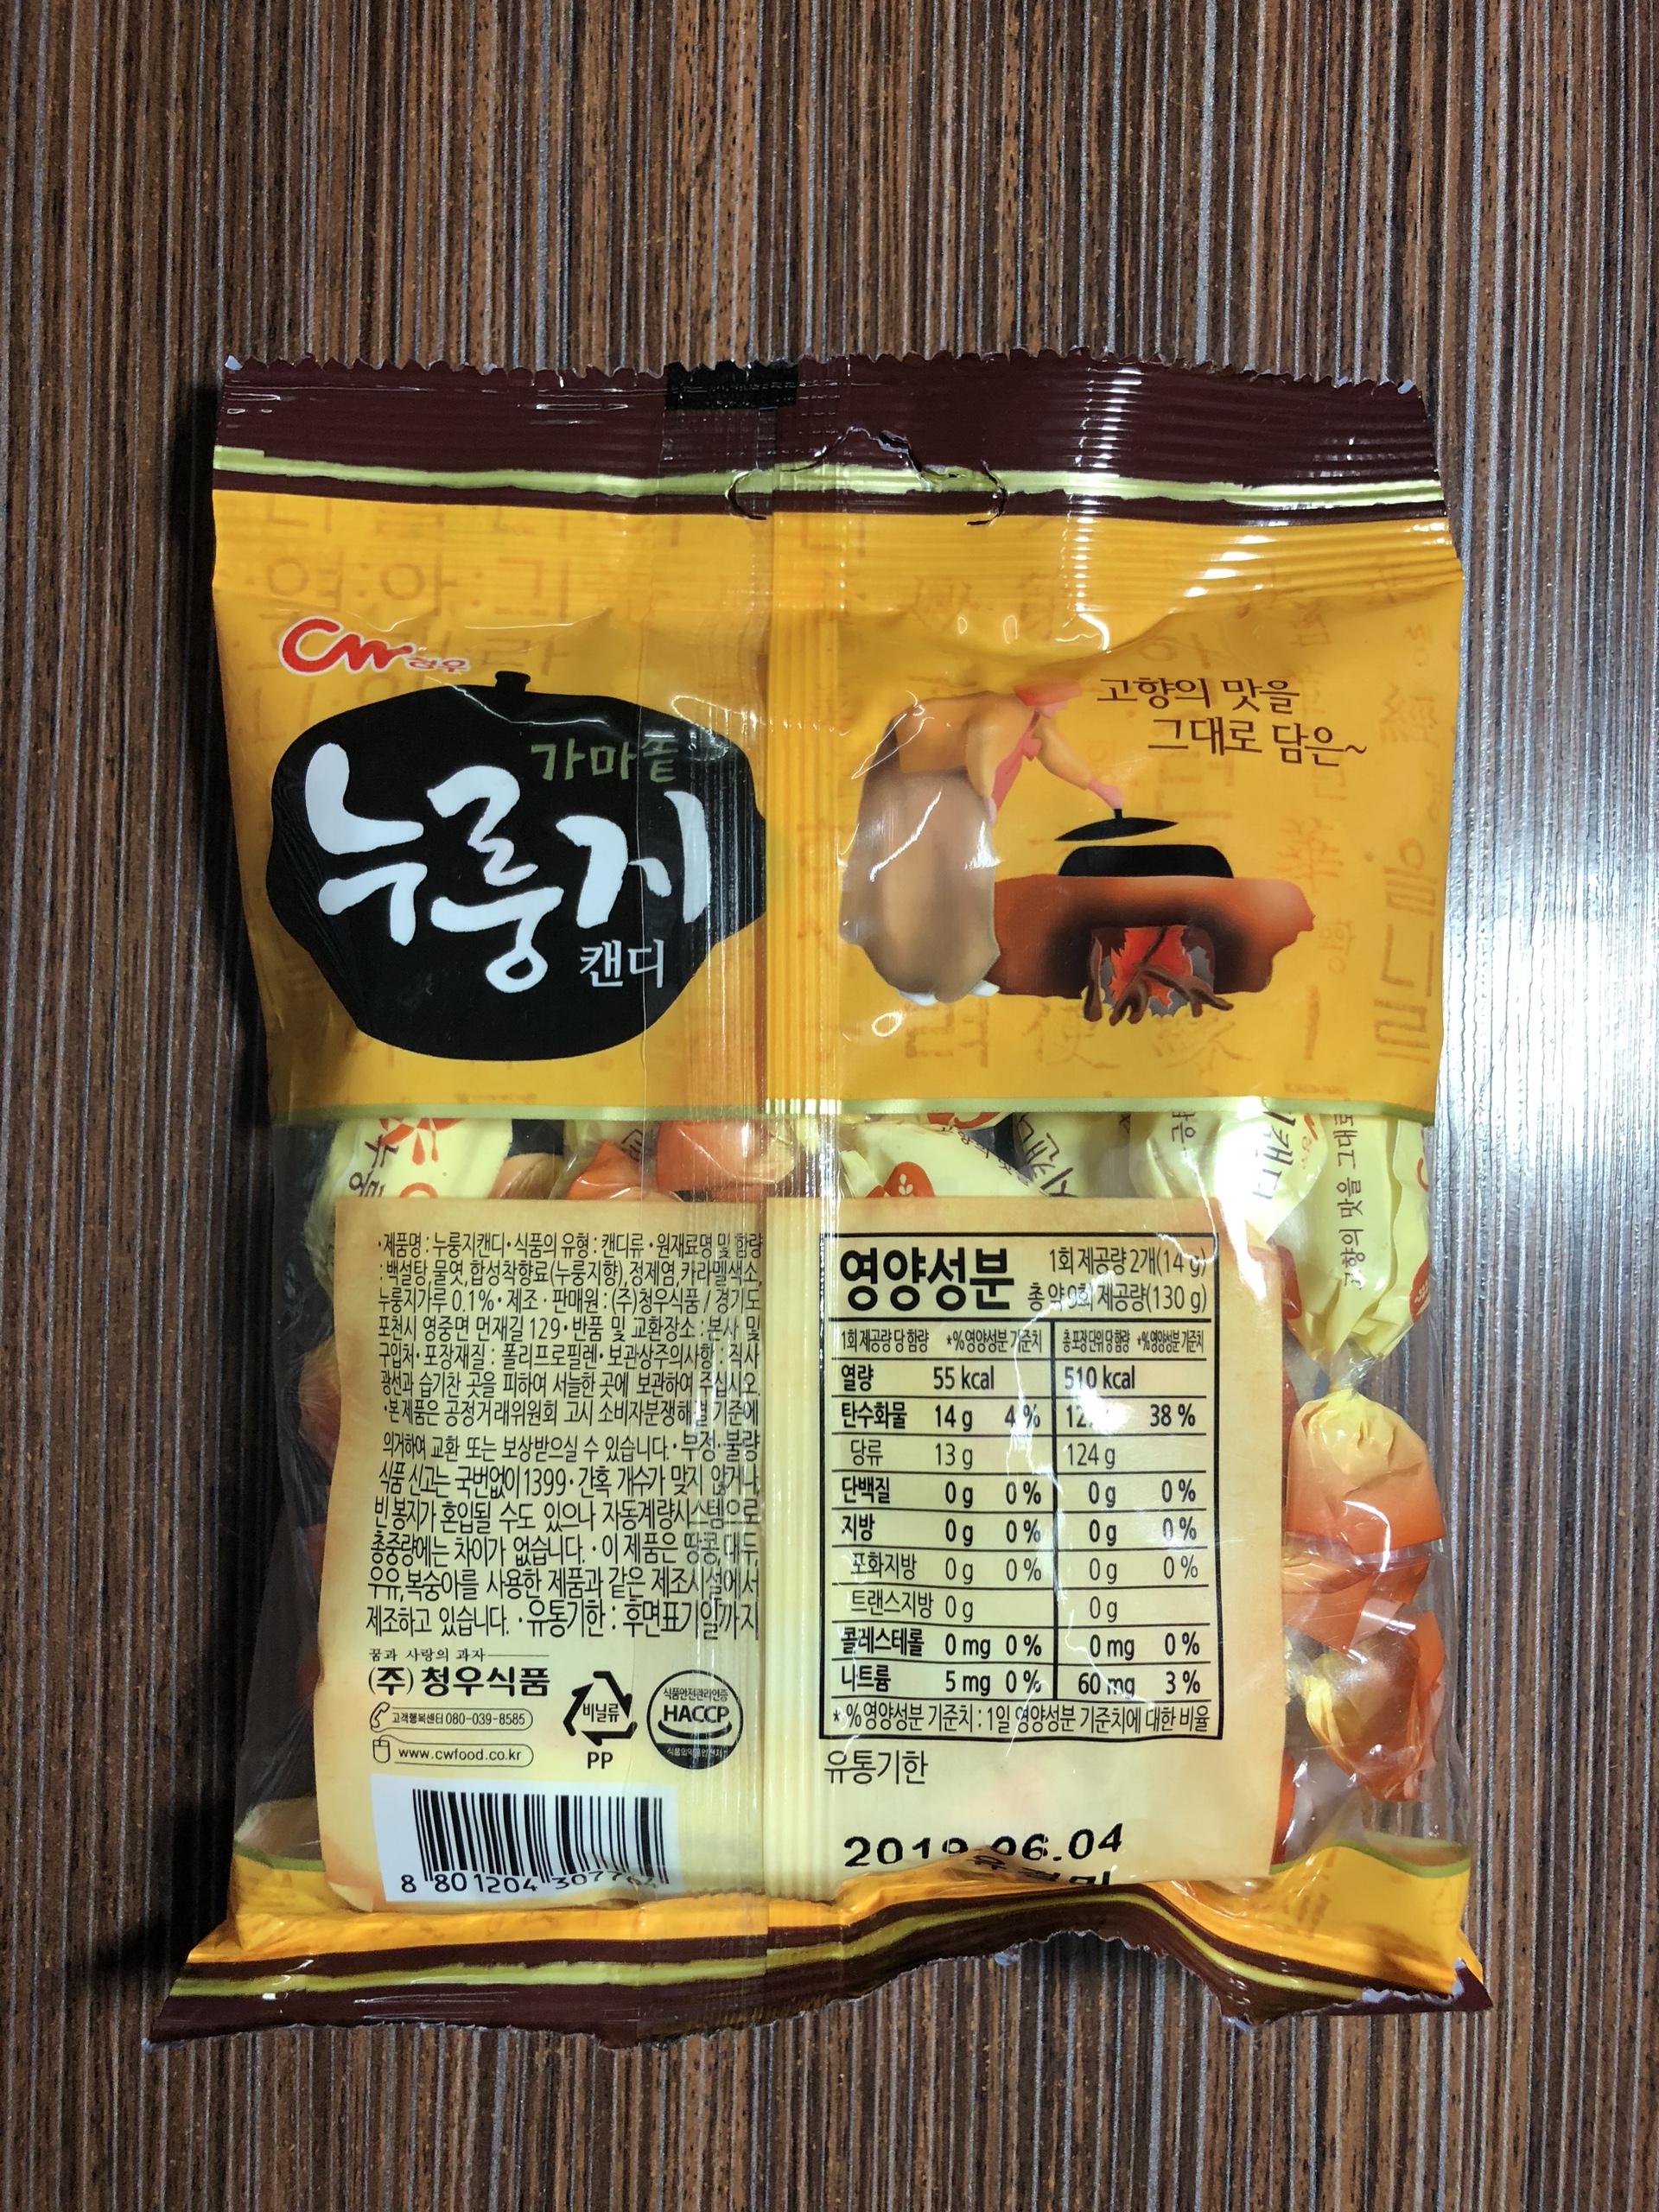 CW 청우
가마솥
누룽지
캔디
고향의 맛을
그대로 담은~
·제품명 : 누룽지캔디·식품의 유형 : 캔디류·원재료명 및 함량
: 백설탕,물엿,합성착향료(누룽지향),정제염,카라멜색소,
누룽지가루 0.1%·제조·판매원 : (주)청우식품 / 경기도
포천시 영중면 먼재길 129·반품 및 교환장소 : 본사 및
구입처·포장재질 : 폴리프로필렌·보관상주의사항 : 직사
광선과 습기찬 곳을 피하여 서늘한 곳에 보관하여 주십시오.
·본 제품은 공정거래위원회 고시 소비자분쟁해결 기준에
의거하여 교환 또는 보상받으실 수 있습니다.·부정·불량
식품 신고는 국번없이 1399·간혹 개수가 맞지 않거나,
빈 봉지가 혼입될 수도 있으나 자동계량시스템으로
총중량에는 차이가 없습니다.·이 제품은 땅콩,대두,
우유,복숭아를 사용한 제품과 같은 제조시설에서
제조하고 있습니다.·유통기한 : 후면표기일까지
꿈과 사랑의 과자
(주)청우식품
고객행복센터 080-039-8585
www.cwfood.co.kr
비닐류
PP
식품안전관리인증
HACCP
8 801204
영양성분 1회 제공량 2개(14 g)
총 약 9회 제공량(130 g)
1회 제공량당 함량 *%영양성분 기준치 총 포장 단위당 함량 *%영양성분 기준치
열량 55 kcal 510 kcal
탄수화물 14 g 4 % 38 %
당류 13 g 124 g
단백질 0 g 0 % 0 g 0 %
지방 0 g 0 % 0 g 0 %
포화지방 0 g 0 % 0 g 0 %
트랜스지방 0 g 0 g
콜레스테롤 0 mg 0 % 0 mg 0 %
나트륨 5 mg 0 % 60 mg 3 %
*%영양성분 기준치 : 1일 영양성분 기준치에 대한 비율
유통기한
2019.06.04
고향의 맛을 그대로